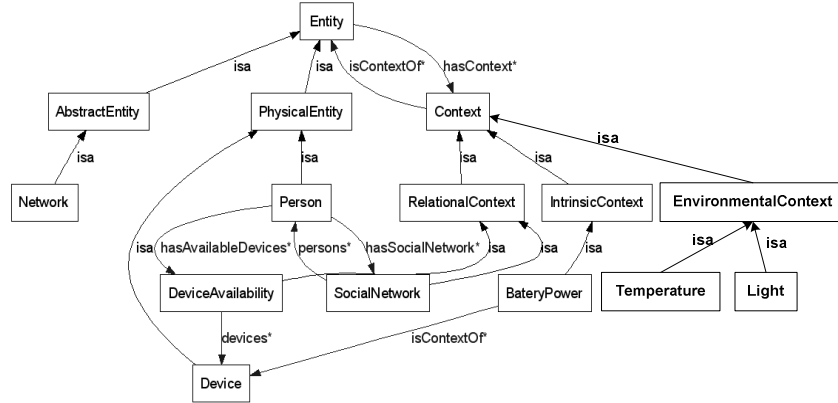 Entity
isa
isa
isContextOf*
hasContext*
AbstractEntity
PhysicalEntity
Context
isa
isa
isa
isa
isa
Network
Person
RelationalContext
IntrinsicContext
EnvironmentalContext
isa
hasAvailableDevices*
persons*
hasSocialNetwork*
isa
isa
isa
isa
isa
DeviceAvailability
SocialNetwork
BateryPower
Temperature
Light
devices*
isContextOf*
Device